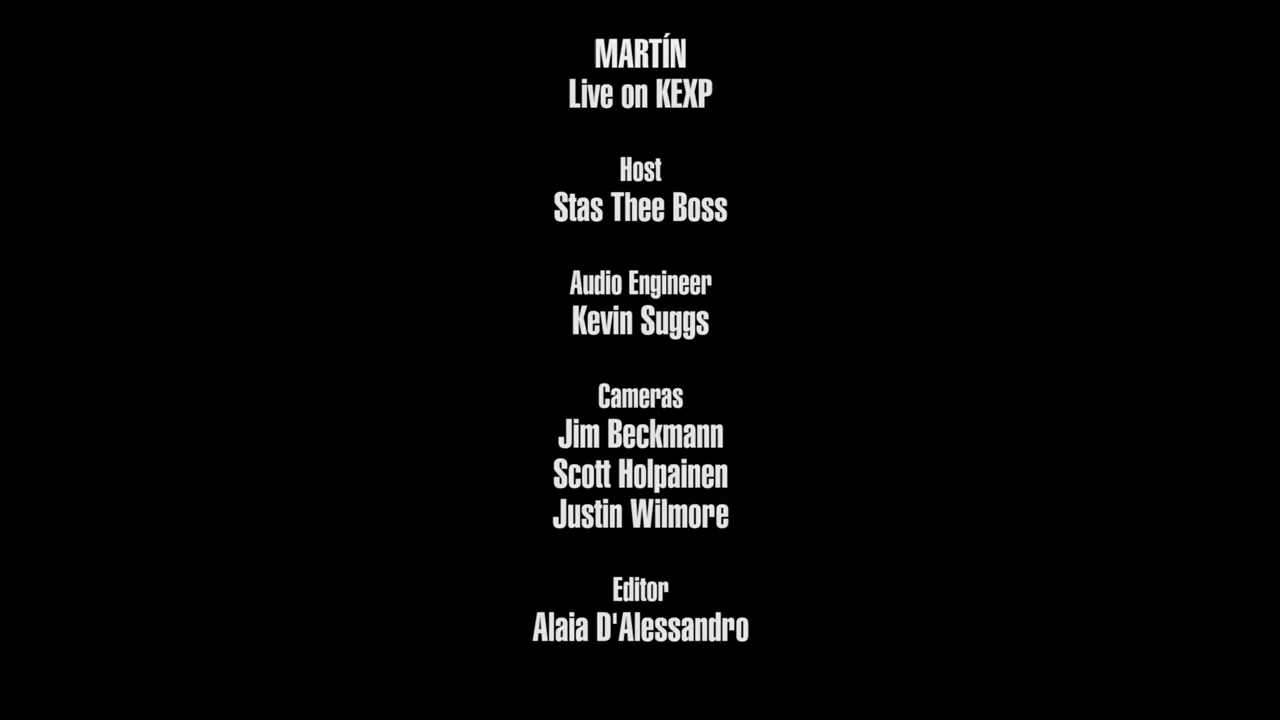 MARTÍN
Live on KEXP
Host
Stas Thee Boss
Audio Engineer
Kevin Suggs
Cameras
Jim Beckmann
Scott Holpainen
Justin Wilmore
Editor
Alaia D'Alessandro